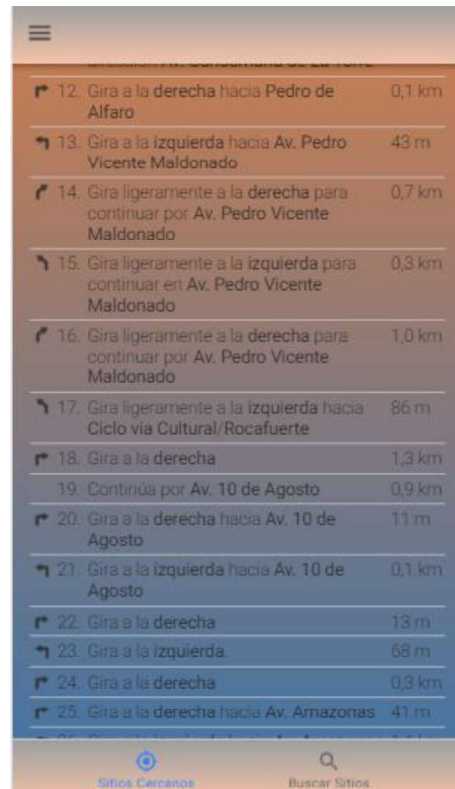 dirección Av. Cundomurha de La Torre
12. Gira a la derecha hacia Pedro de 0,1 km
Alfaro
13. Gira a la izquierda hacia Av. Pedro 43 m
Vicente Maldonado
14. Gira ligeramente a la derecha para 0,7 km
continuar por Av. Pedro Vicente
Maldonado
15. Gira ligeramente a la izquierda para 0,3 km
continuar en Av. Pedro Vicente
Maldonado
16. Gira ligeramente a la derecha para 1,0 km
continuar por Av. Pedro Vicente
Maldonado
17. Gira ligeramente a la izquierda hacia 86 m
Ciclo via Cultural/Rocafuerte
18. Gira a la derecha 1,3 km
19. Continúa por Av. 10 de Agosto 0,9 km
20. Gira a la derecha hacia Av. 10 de 11 m
Agosto
21. Gira a la izquierda hacia Av. 10 de 0,1 km
Agosto
22. Gira a la derecha 13 m
23. Gira a la izquierda. 68 m
24. Gira a la derecha 0,3 km
25. Gira a la derecha hacia Av. Amazonas 41 m
Sitios Cercanos
Buscar Sitios